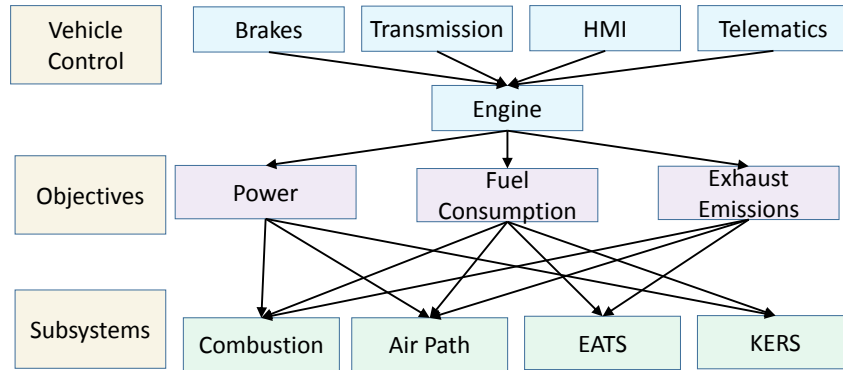 Vehicle
Control
Brakes
Transmission
HMI
Telematics
Engine
Objectives
Power
Fuel
Consumption
Exhaust
Emissions
Subsystems
Combustion
Air Path
EATS
KERS